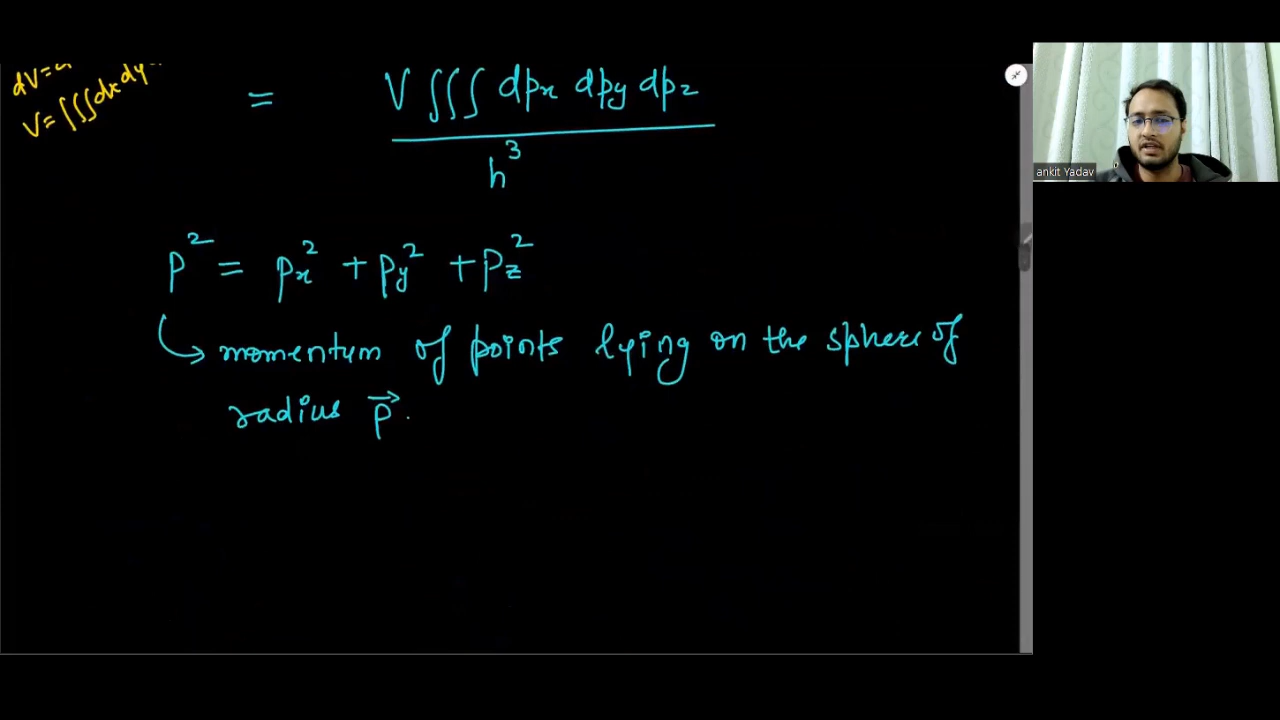 dV=
V=∫∫∫dx dy
= V ∫∫∫ dpx dpy dpz
h³
p² = px² + py² + pz²
↳ momentum of points lying on the sphere of
radius p⃗.
ankit Yadav